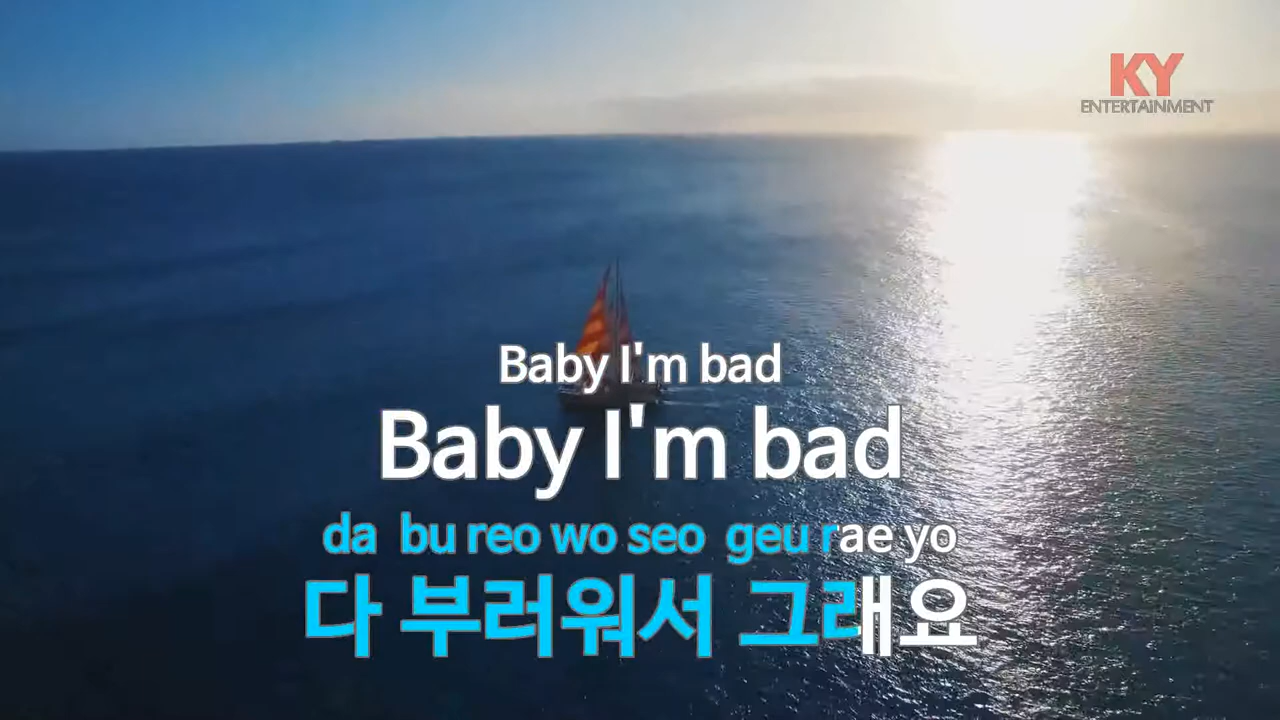 KY
ENTERTAINMENT
Baby I'm bad
Baby I'm bad
da bu reo wo seo geu rae yo
다 부러워서 그래요